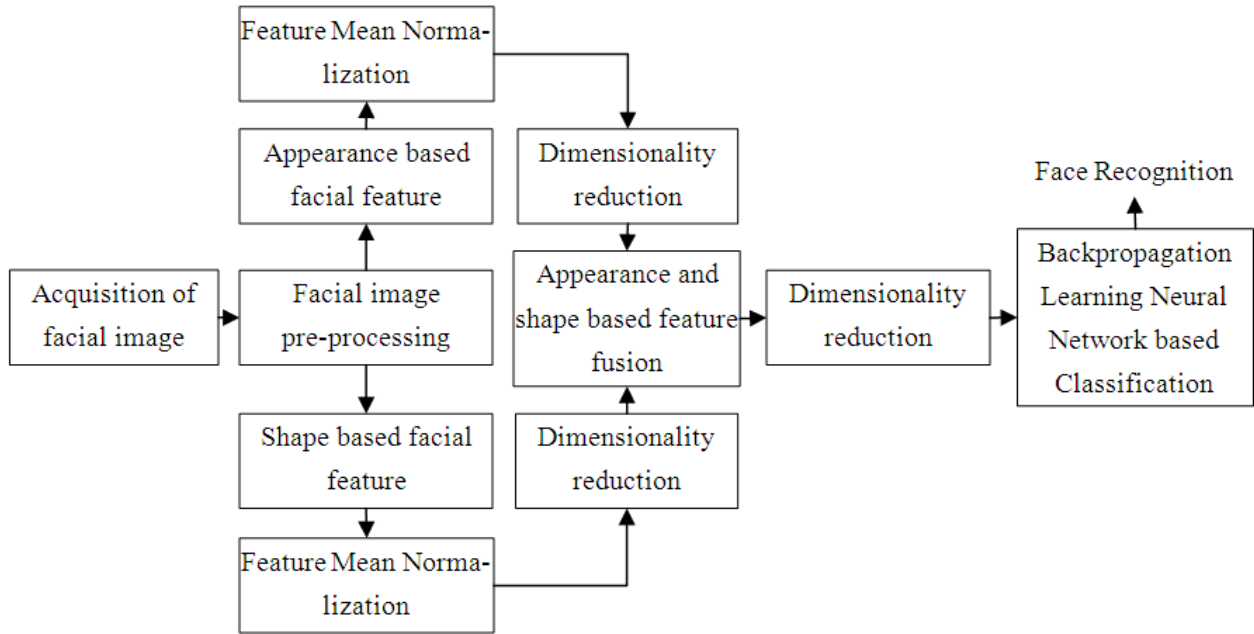 Feature Mean Norma-
lization
Appearance based
facial feature
Dimensionality
reduction
Face Recognition
Acquisition of
facial image
Facial image
pre-processing
Appearance and
shape based feature
fusion
Dimensionality
reduction
Backpropagation
Learning Neural
Network based
Classification
Shape based facial
feature
Dimensionality
reduction
Feature Mean Norma-
lization